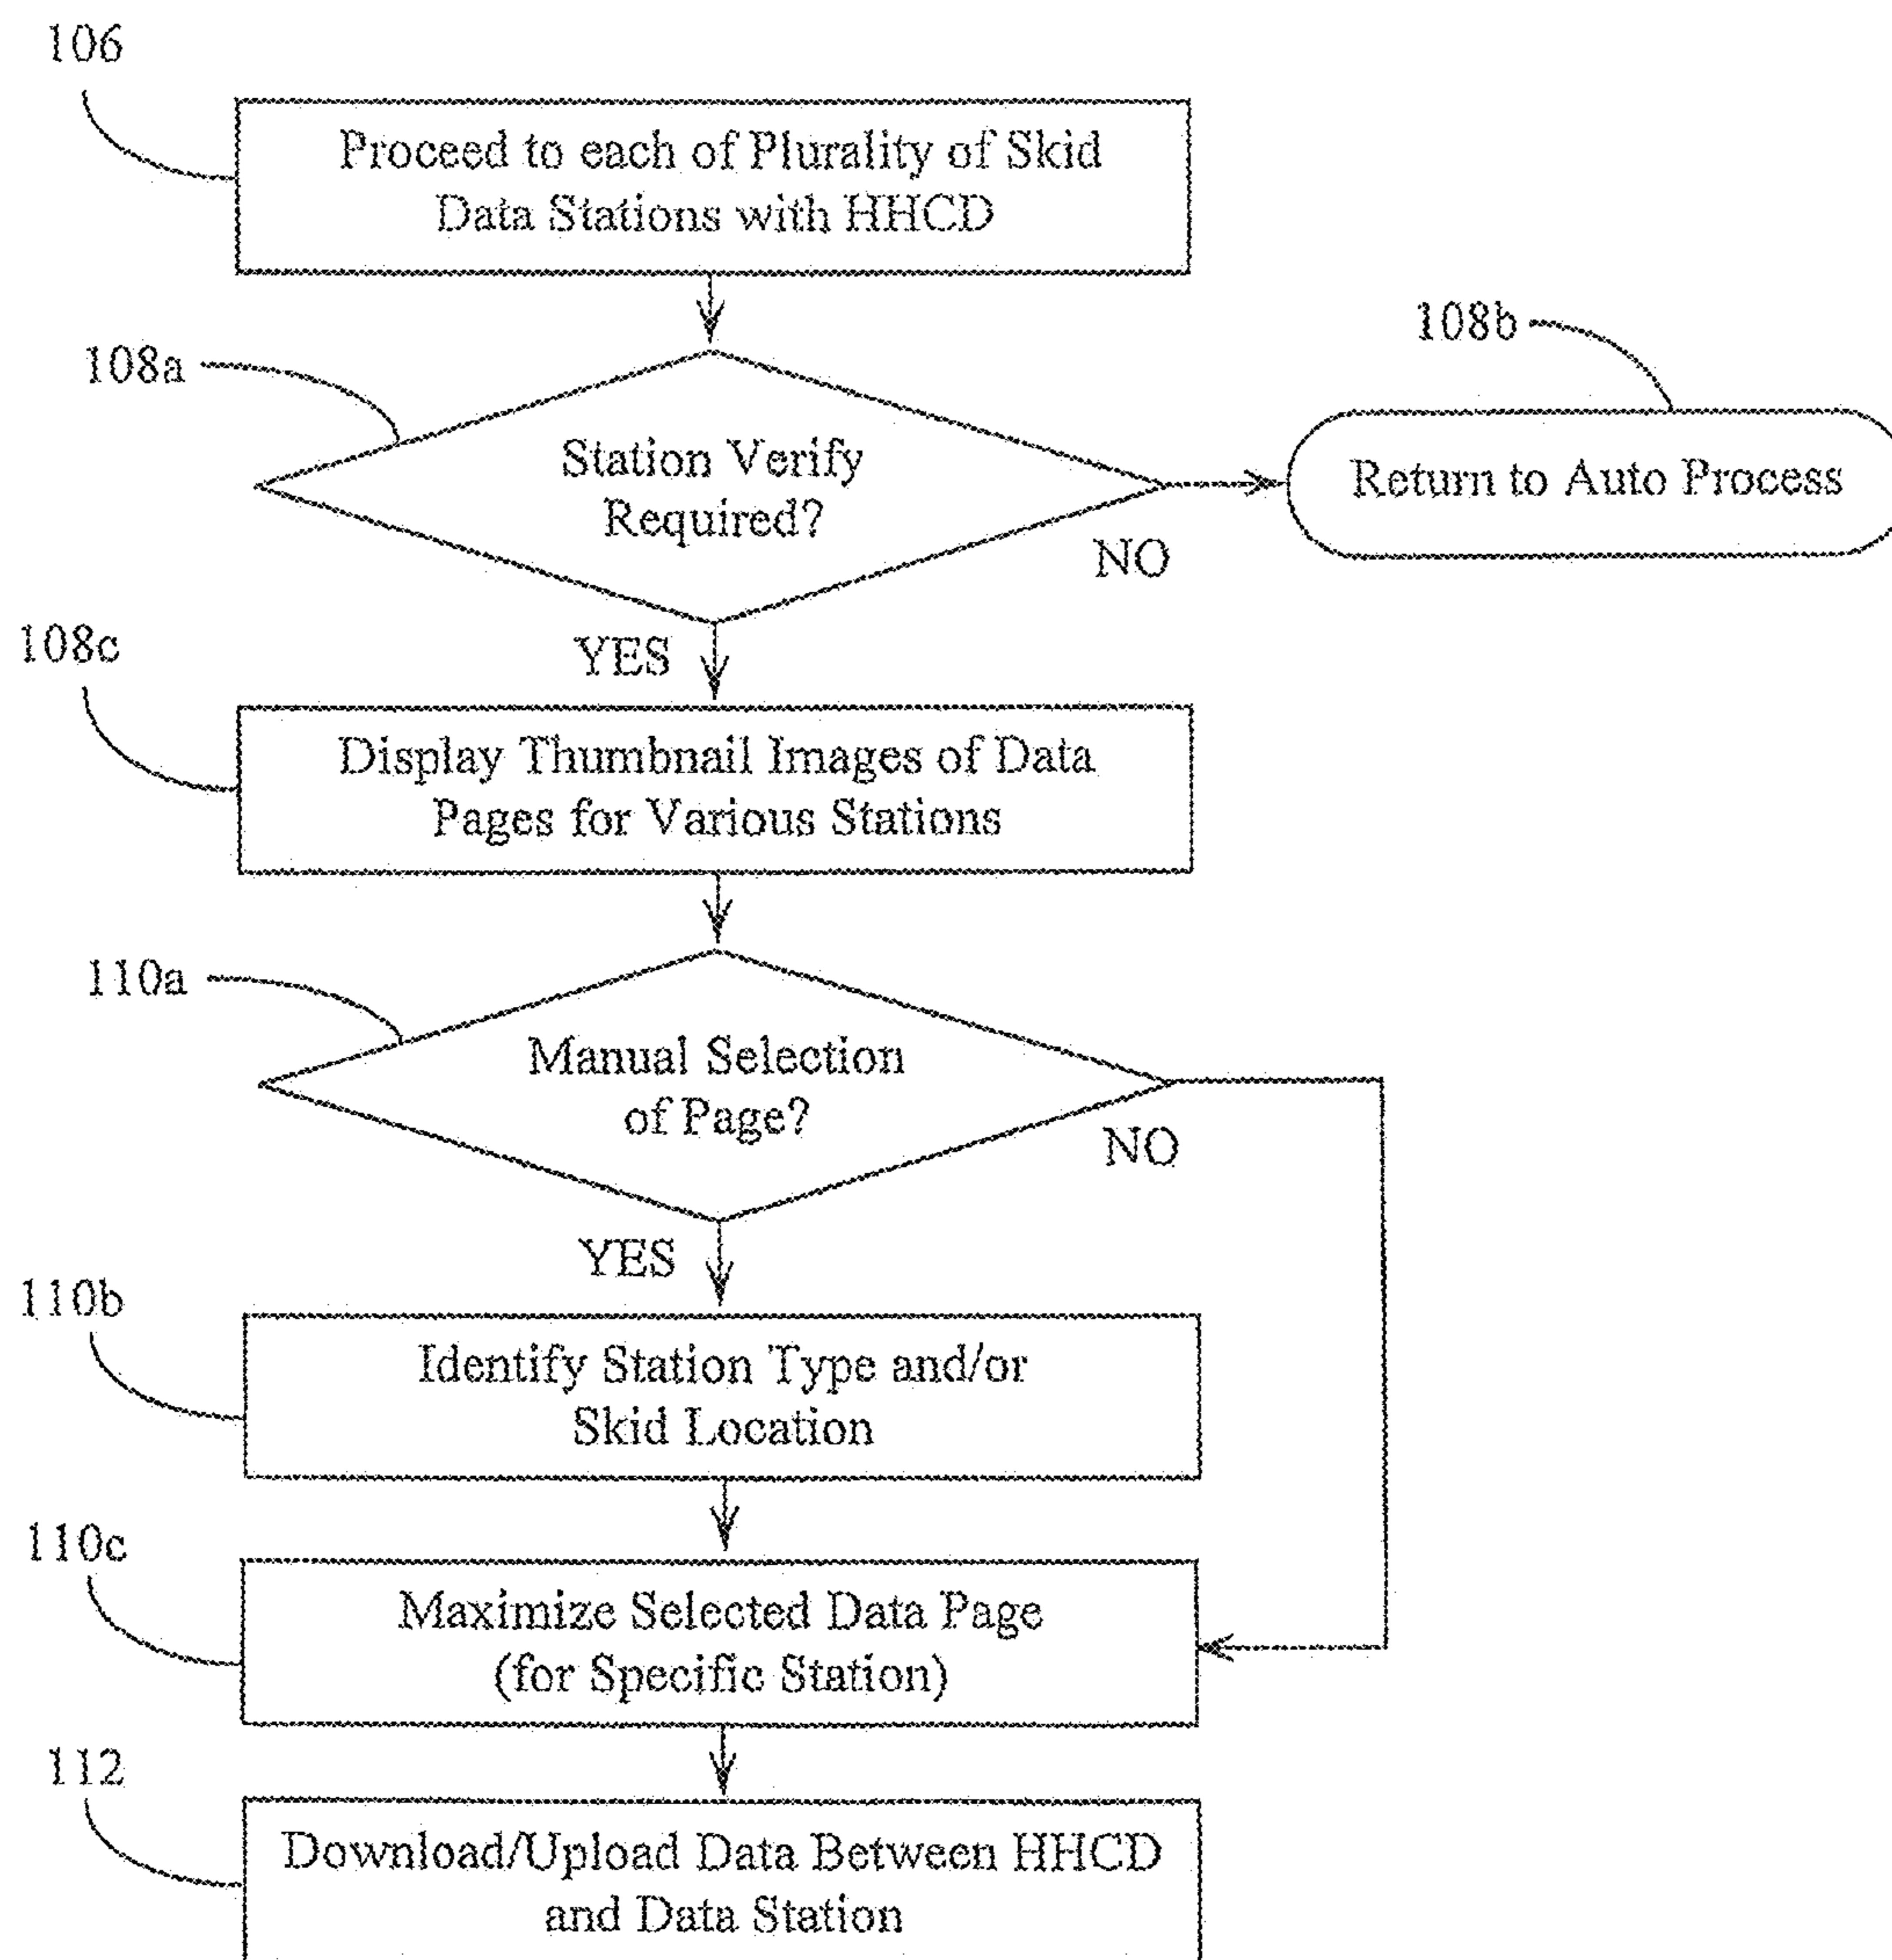 106
Proceed to each of Plurality of Skid
Data Stations with HHCD
108a
Station Verify
Required?
108b
Return to Auto Process
NO
YES
108c
Display Thumbnail Images of Data
Pages for Various Stations
110a
Manual Selection
of Page?
NO
YES
110b
Identify Station Type and/or
Skid Location
110c
Maximize Selected Data Page
(for Specific Station)
112
Download/Upload Data Between HHCD
and Data Station